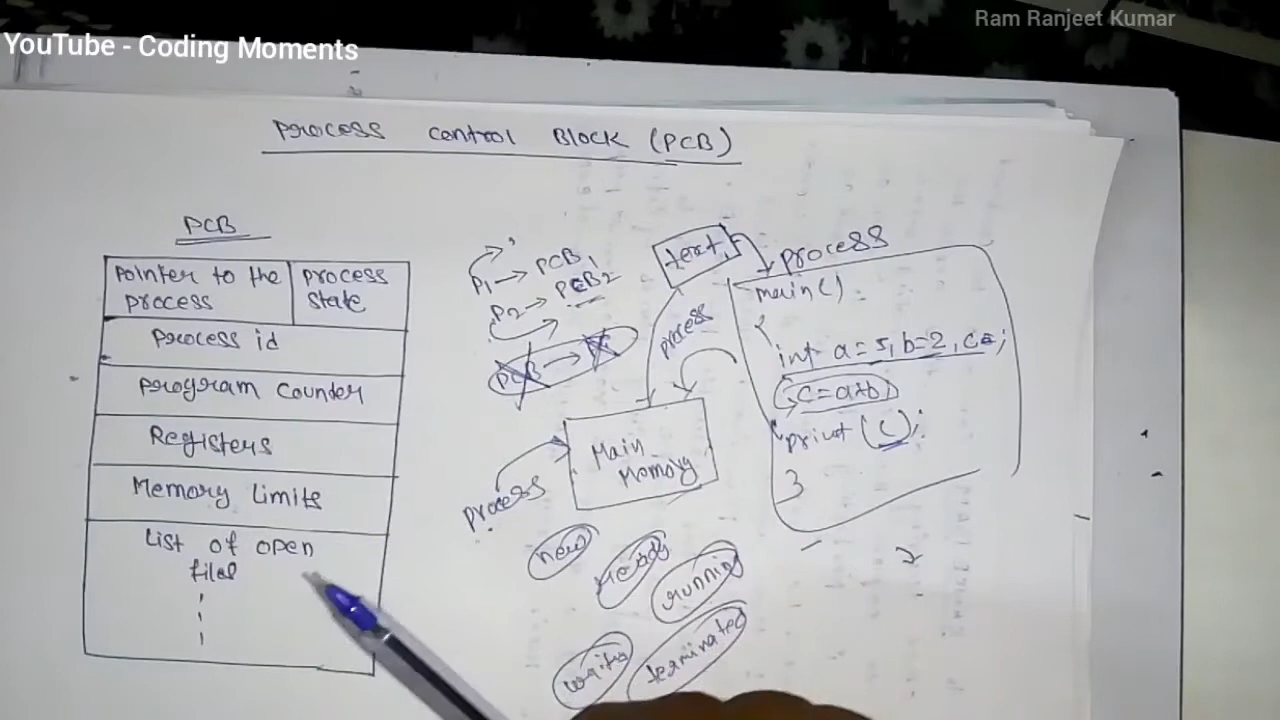 Ram Ranjeet Kumar
YouTube - Coding Moments
Process Control Block (PCB)
PCB
Pointer to the process
Process State
Process id
Program Counter
Registers
Memory Limits
List of open
files
P1 → PCB1
P2 → PCB2
text
process
main()
{
int a = 5, b = 2, c
c = a+b
print (c);
}
process
Main
Memory
process
new
ready
running
terminated